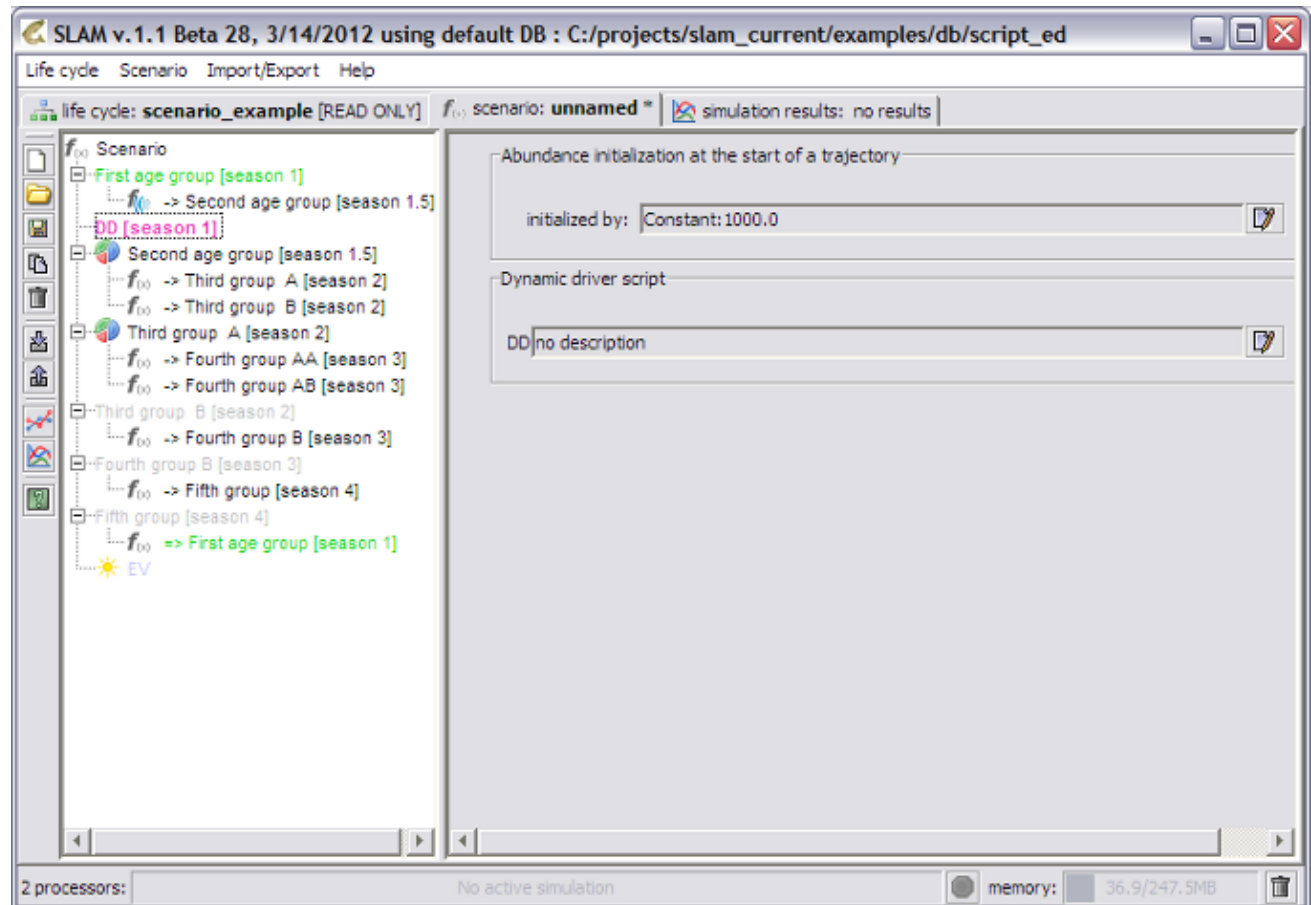 SLAM v.1.1 Beta 28, 3/14/2012 using default DB : C:/projects/slam_current/examples/db/script_ed
Life cycle Scenario Import/Export Help
life cycle: scenario_example [READ ONLY] f(x) scenario: unnamed * simulation results: no results
f(x) Scenario
First age group [season 1]
-> Second age group [season 1.5]
DD [season 1]
Second age group [season 1.5]
f(x) -> Third group A [season 2]
f(x) -> Third group B [season 2]
Third group A [season 2]
f(x) -> Fourth group AA [season 3]
f(x) -> Fourth group AB [season 3]
Third group B [season 2]
f(x) -> Fourth group B [season 3]
Fourth group B [season 3]
f(x) -> Fifth group [season 4]
Fifth group [season 4]
f(x) => First age group [season 1]
EV
Abundance initialization at the start of a trajectory
initialized by: Constant:1000.0
Dynamic driver script
DD no description
2 processors: No active simulation memory: 36.9/247.5MB